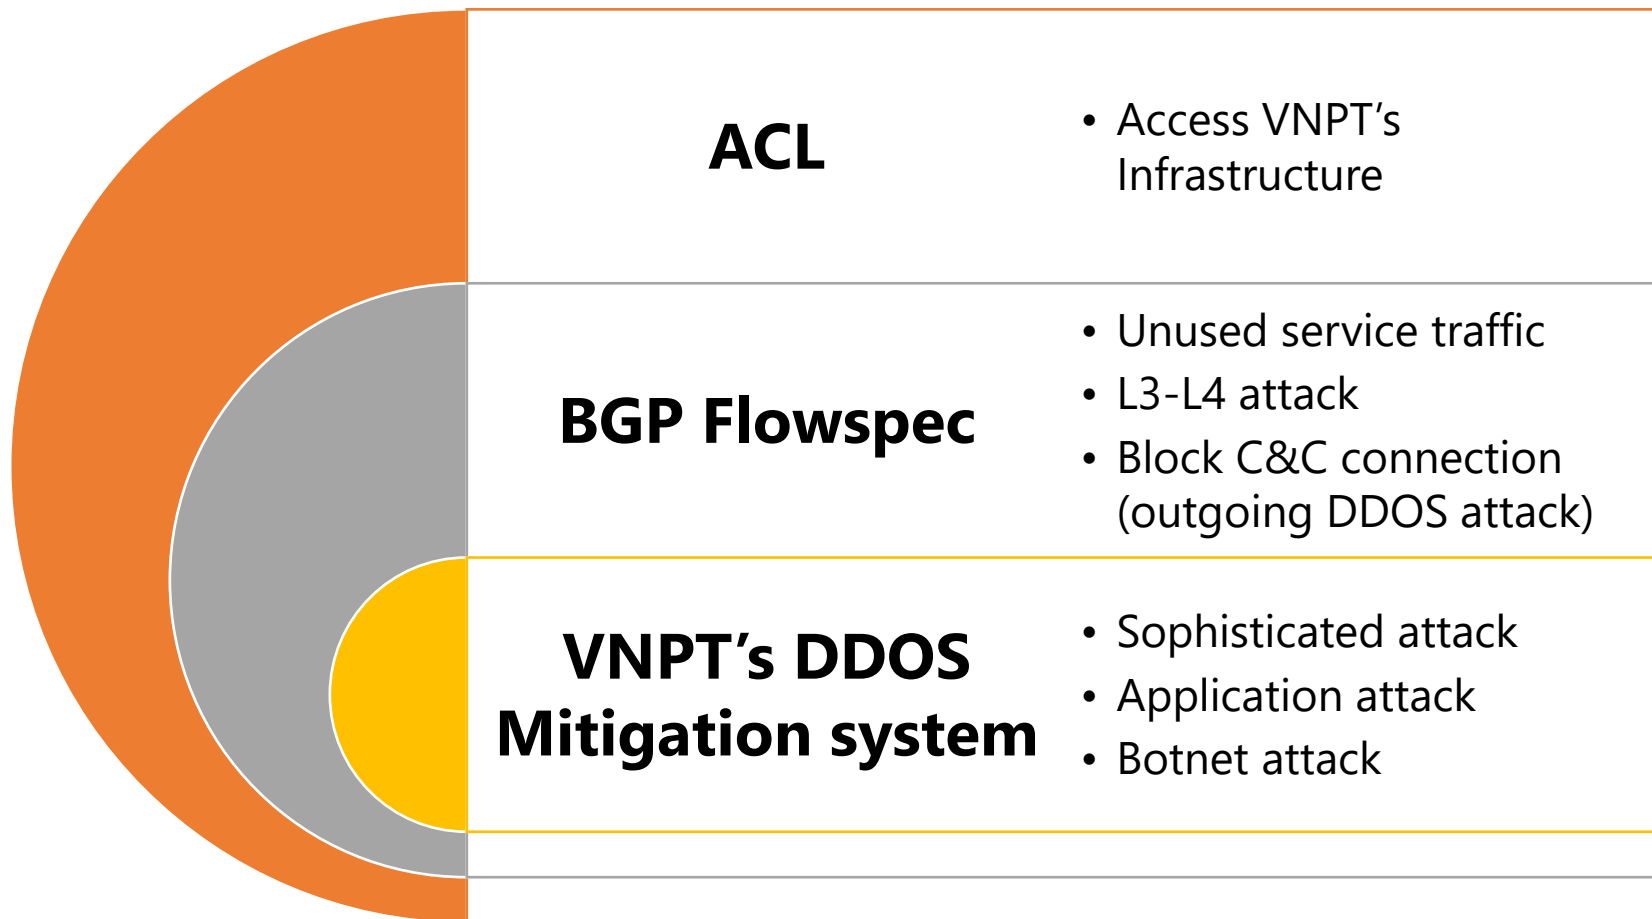 ACL
• Access VNPT’s
Infrastructure
BGP Flowspec
• Unused service traffic
• L3-L4 attack
• Block C&C connection
(outgoing DDOS attack)
VNPT’s DDOS
Mitigation system
• Sophisticated attack
• Application attack
• Botnet attack